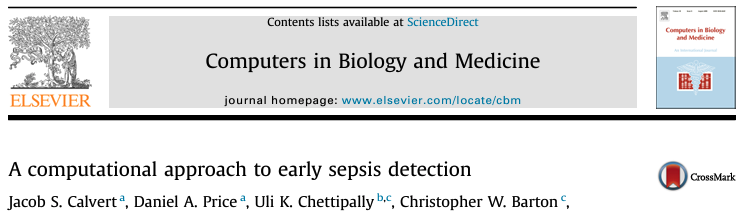 Contents lists available at ScienceDirect
Computers in Biology and Medicine
journal homepage: www.elsevier.com/locate/cbm
ELSEVIER
Computers in Biology
and Medicine
A computational approach to early sepsis detection
CrossMark
Jacob S. Calvert a, Daniel A. Price a, Uli K. Chettipally b,c, Christopher W. Barton c,